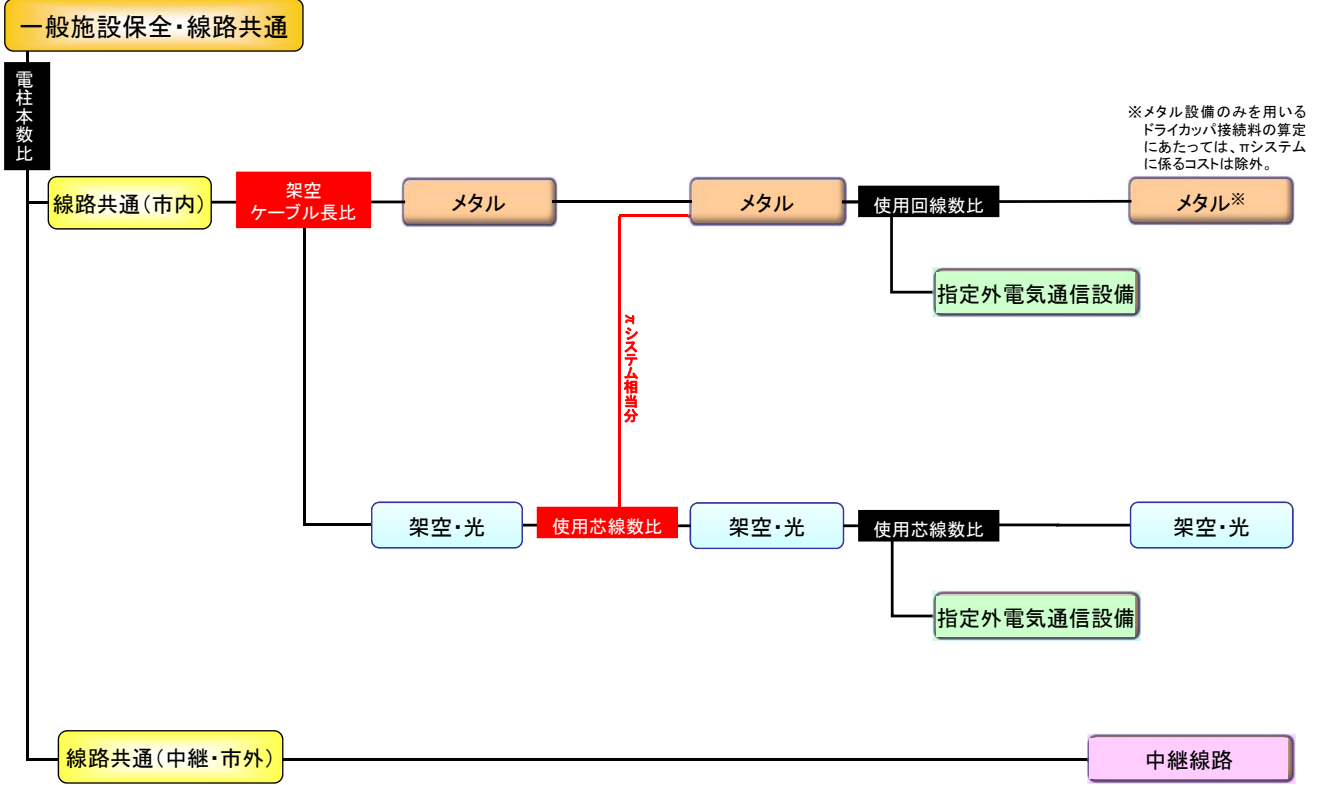 一般施設保全・線路共通
電柱本数比
※メタル設備のみを用いる
ドライカッパ接続料の算定
にあたっては、πシステム
に係るコストは除外。
線路共通(市内)
架空
ケーブル長比
メタル
メタル
使用回線数比
メタル※
指定外電気通信設備
πシステム相当分
架空・光
使用芯線数比
架空・光
使用芯線数比
架空・光
指定外電気通信設備
線路共通(中継・市外)
中継線路